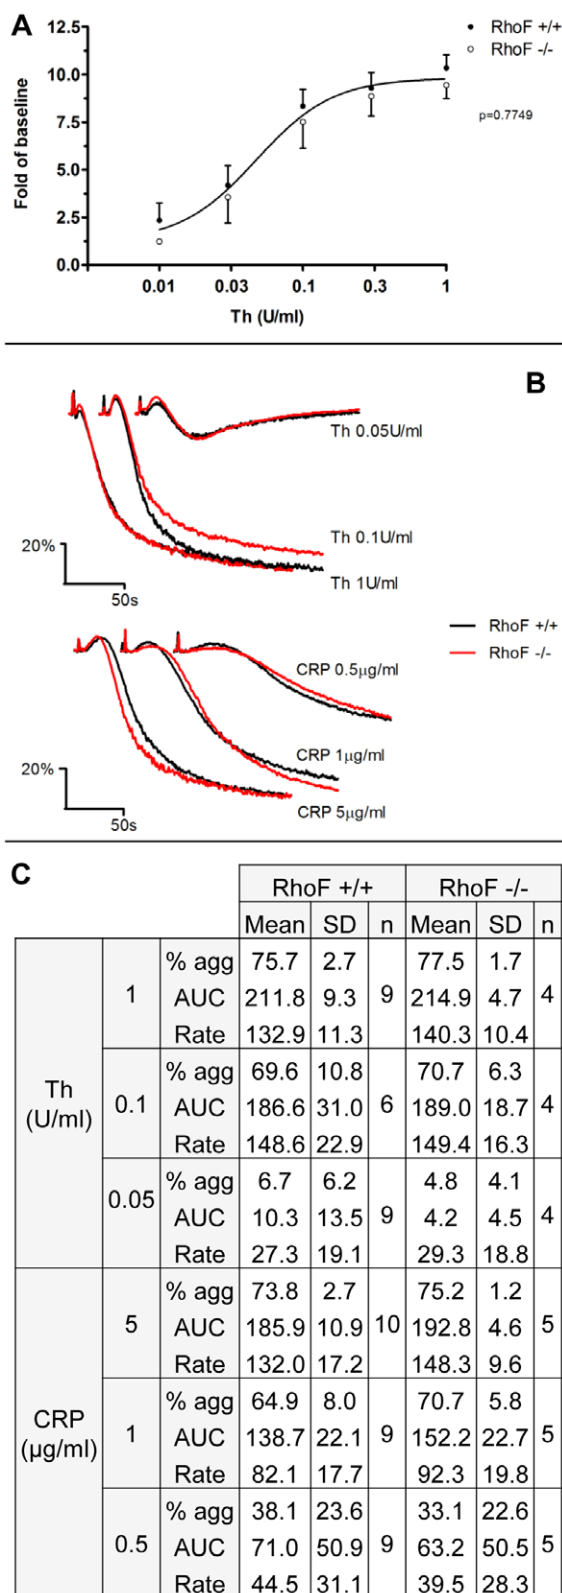 A
RhoF +/+
RhoF -/-
p=0.7749
Fold of baseline
12.5
10.0
7.5
5.0
2.5
0.0
0.01 0.03 0.1 0.3 1
Th (U/ml)
B
Th 0.05U/ml
Th 0.1U/ml
Th 1U/ml
20%
50s
RhoF +/+
RhoF -/-
CRP 0.5µg/ml
CRP 1µg/ml
CRP 5µg/ml
20%
50s
C
RhoF +/+ RhoF -/-
Mean SD n Mean SD n
Th (U/ml)
1
% agg 75.7 2.7 77.5 1.7
AUC 211.8 9.3 9 214.9 4.7 4
Rate 132.9 11.3 140.3 10.4
0.1
% agg 69.6 10.8 70.7 6.3
AUC 186.6 31.0 6 189.0 18.7 4
Rate 148.6 22.9 149.4 16.3
0.05
% agg 6.7 6.2 4.8 4.1
AUC 10.3 13.5 9 4.2 4.5 4
Rate 27.3 19.1 29.3 18.8
CRP (µg/ml)
5
% agg 73.8 2.7 75.2 1.2
AUC 185.9 10.9 10 192.8 4.6 5
Rate 132.0 17.2 148.3 9.6
1
% agg 64.9 8.0 70.7 5.8
AUC 138.7 22.1 9 152.2 22.7 5
Rate 82.1 17.7 92.3 19.8
0.5
% agg 38.1 23.6 33.1 22.6
AUC 71.0 50.9 9 63.2 50.5 5
Rate 44.5 31.1 39.5 28.3